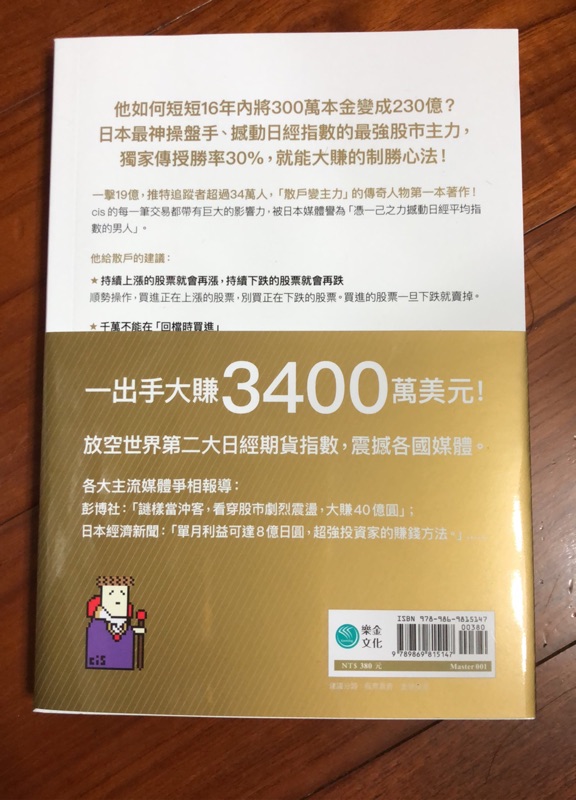 他如何短短16年內將300萬本金變成230億？
日本最神操盤手、撼動日經指數的最強股市主力，
獨家傳授勝率30%，就能大賺的制勝心法！
一擊19億，推特追蹤者超過34萬人，「散戶變主力」的傳奇人物第一本著作！
cis的每一筆交易都帶有巨大的影響力，被日本媒體譽為「憑一己之力撼動日經平均指
數的男人」。
他給散戶的建議：
★持續上漲的股票就會再漲，持續下跌的股票就會再跌
順勢操作，買進正在上漲的股票，別買正在下跌的股票。買進的股票一旦下跌就賣掉。
★千萬不能在「回檔時買進」
一出手大賺3400萬美元！
放空世界第二大日經期貨指數，震撼各國媒體。
各大主流媒體爭相報導：
彭博社：「謎樣當沖客，看穿股市劇烈震盪，大賺40億圓」；
日本經濟新聞：「單月利益可達8億日圓，超強投資家的賺錢方法。」……
cis
樂金
文化
ISBN 978-986-9815147
00380
9 789869 815147
NT$ 380 元
Master 001